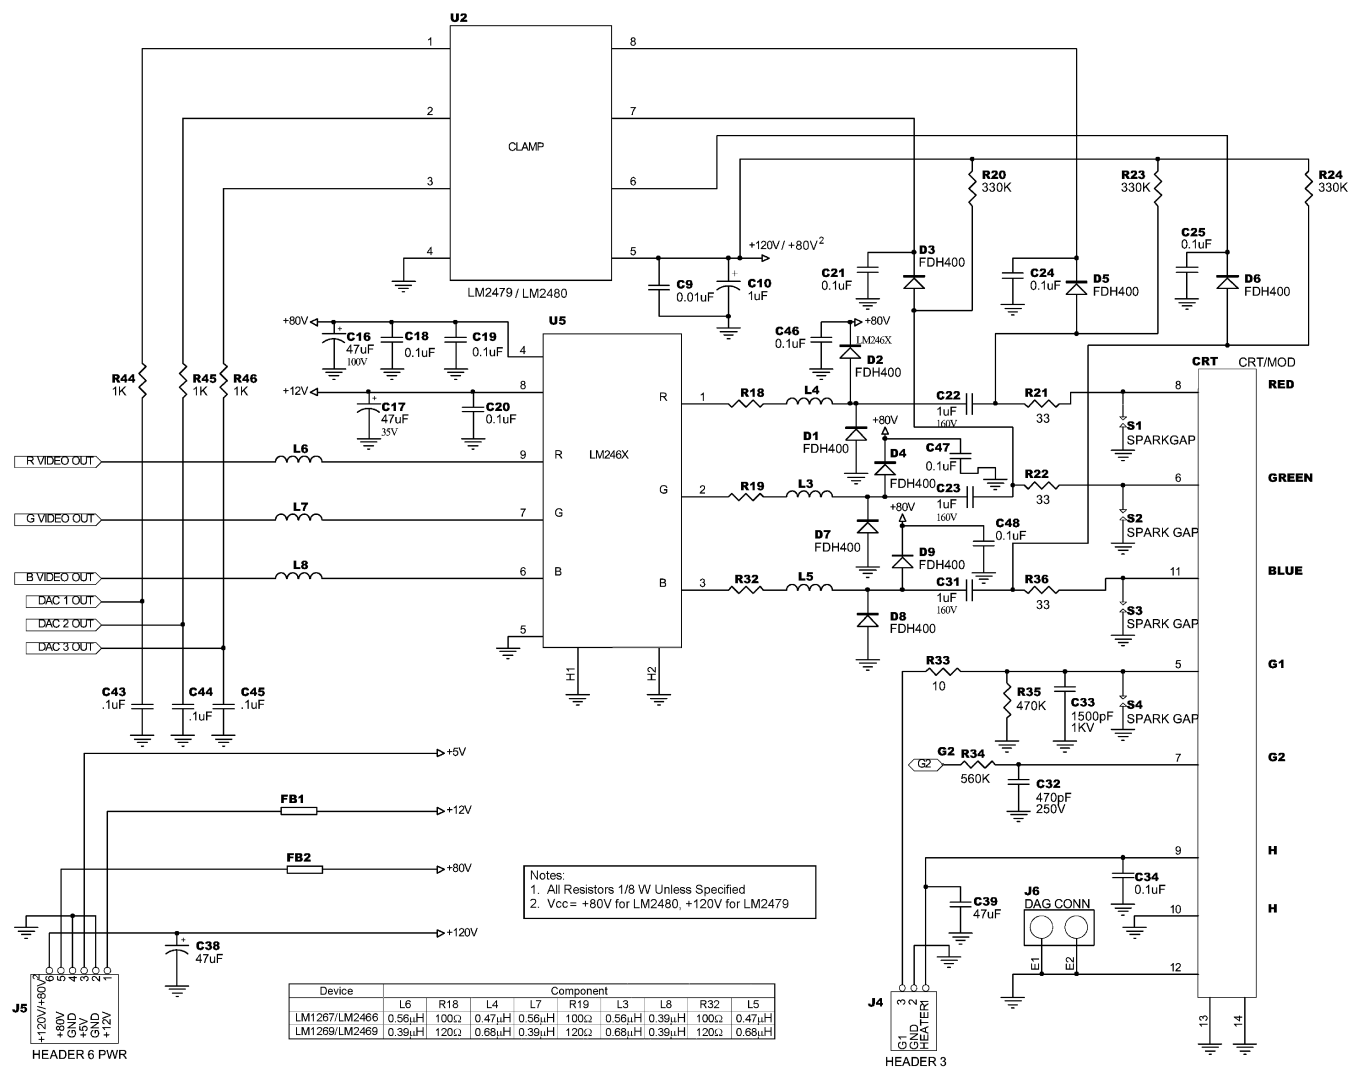 U2
1
8
2
7
CLAMP
3
6
4
5
LM2479 / LM2480
+120V / +80V²
C9
0.01uF
C10
1uF
R20
330K
R23
330K
R24
330K
D3
FDH400
C21
0.1uF
C24
0.1uF
D5
FDH400
C25
0.1uF
D6
FDH400
+80V
C16
47uF
100V
C18
0.1uF
C19
0.1uF
U5
4
+12V
8
C17
47uF
35V
C20
0.1uF
R44
1K
R45
1K
R46
1K
C46
0.1uF
+80V
LM246X
D2
FDH400
R
1
R18
L4
C22
1uF
160V
R21
33
CRT
CRT/MOD
8
RED
S1
SPARKGAP
D1
FDH400
+80V
D4
FDH400
C47
0.1uF
R VIDEO OUT
L6
9
R
LM246X
G
2
R19
L3
C23
1uF
160V
R22
33
6
GREEN
S2
SPARK GAP
G VIDEO OUT
L7
7
G
D7
FDH400
+80V
D9
FDH400
C48
0.1uF
B VIDEO OUT
L8
6
B
B
3
R32
L5
C31
1uF
160V
R36
33
11
BLUE
S3
SPARK GAP
DAC 1 OUT
DAC 2 OUT
DAC 3 OUT
5
D8
FDH400
H1
H2
C43
.1uF
C44
.1uF
C45
.1uF
R33
10
R35
470K
C33
1500pF
1KV
S4
SPARK GAP
5
G1
G2
G2
R34
560K
C32
470pF
250V
7
G2
+5V
FB1
+12V
FB2
+80V
+120V
C38
47uF
Notes:
1. All Resistors 1/8 W Unless Specified
2. Vcc= +80V for LM2480, +120V for LM2479
9
H
C34
0.1uF
10
H
C39
47uF
J6
DAG CONN
E1
E2
12
13
14
J5
6 5 4 3 2 1
+120V/+80V²
+80V
GND
+5V
GND
+12V
HEADER 6 PWR
Device Component
L6 R18 L4 L7 R19 L3 L8 R32 L5
LM1267/LM2466 0.56µH 100Ω 0.47µH 0.56µH 100Ω 0.56µH 0.39µH 100Ω 0.47µH
LM1269/LM2469 0.39µH 120Ω 0.68µH 0.39µH 120Ω 0.68µH 0.39µH 120Ω 0.68µH
J4
3 2 1
G1
GND
HEATER
HEADER 3